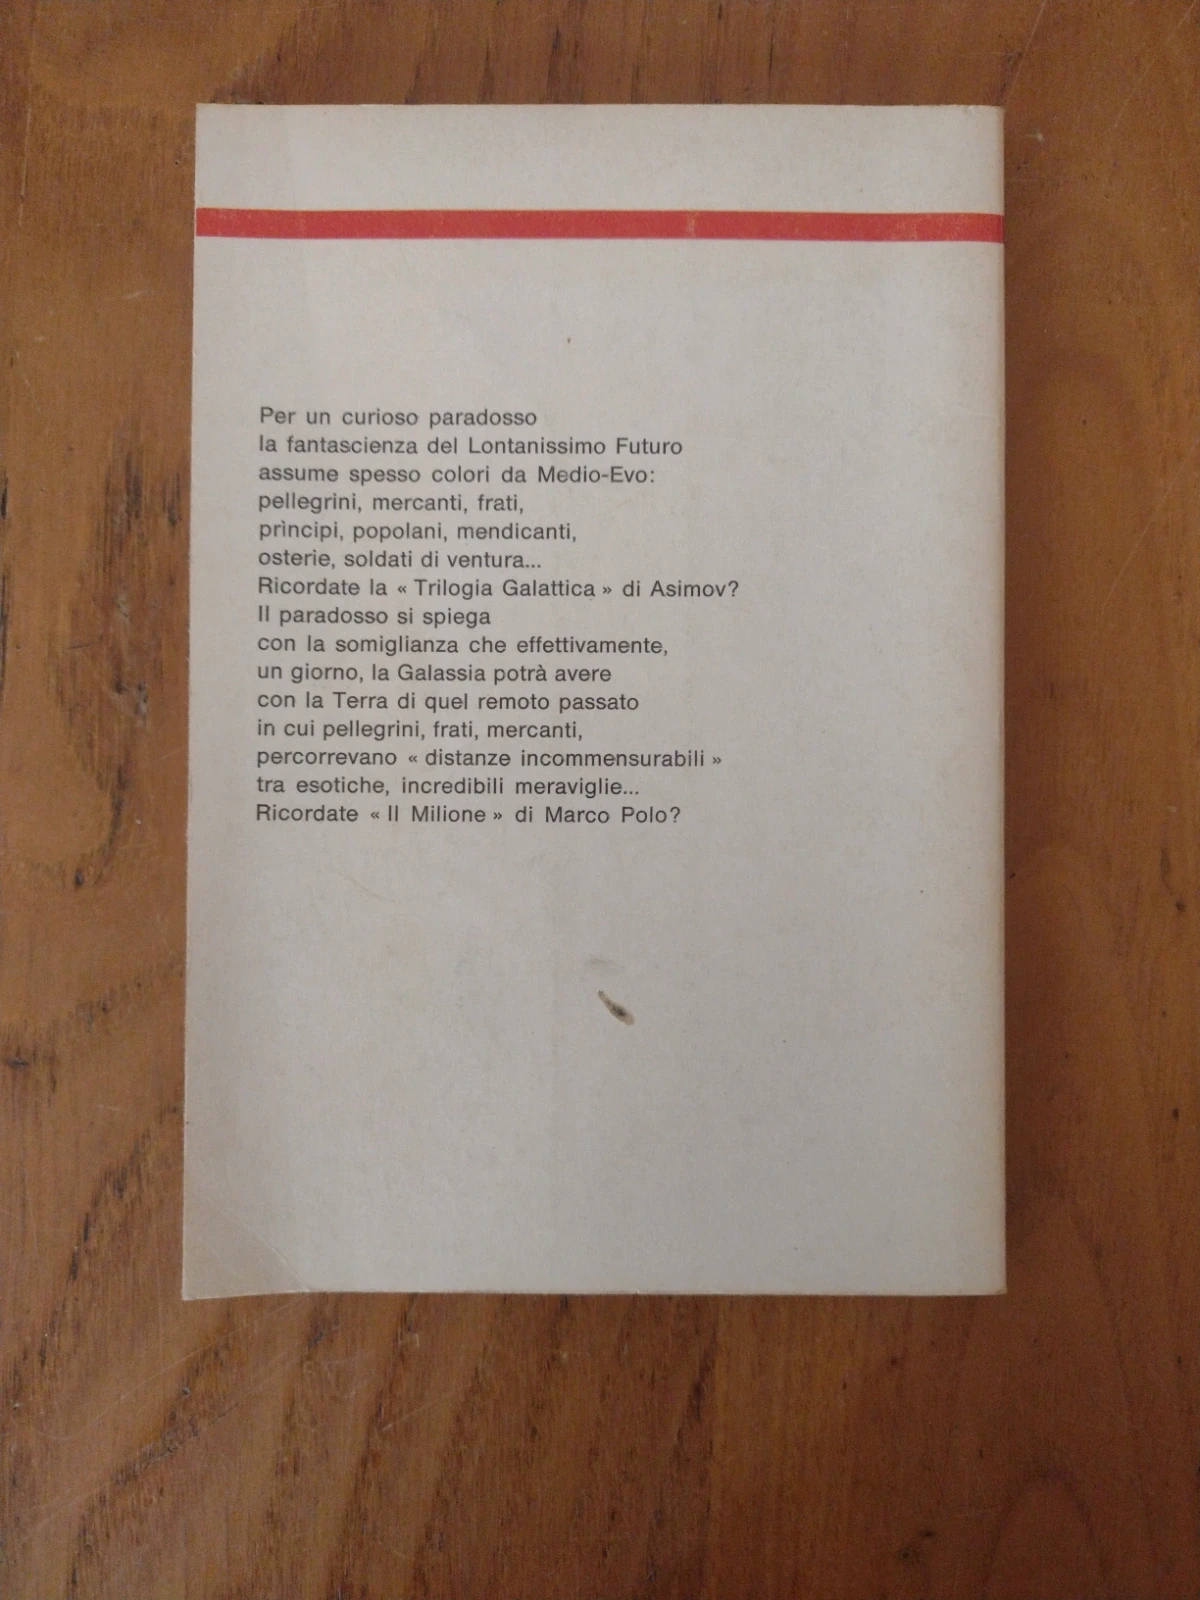 Per un curioso paradosso
la fantascienza del Lontanissimo Futuro
assume spesso colori da Medio-Evo:
pellegrini, mercanti, frati,
prìncipi, popolani, mendicanti,
osterie, soldati di ventura...
Ricordate la « Trilogia Galattica » di Asimov?
Il paradosso si spiega
con la somiglianza che effettivamente,
un giorno, la Galassia potrà avere
con la Terra di quel remoto passato
in cui pellegrini, frati, mercanti,
percorrevano « distanze incommensurabili »
tra esotiche, incredibili meraviglie...
Ricordate « Il Milione » di Marco Polo?